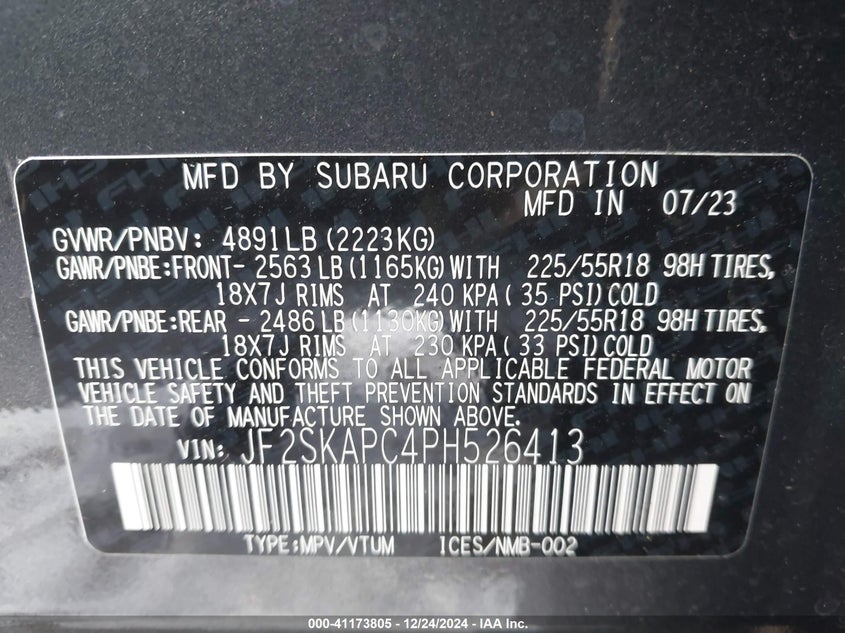 MFD BY SUBARU CORPORATION
MFD IN 07/23
GVWR/PNBV: 4891LB (2223KG)
GAWR/PNBE:FRONT- 2563LB (1165KG) WITH 225/55R18 98H TIRES,
18X7J RIMS AT 240 KPA ( 35 PSI) COLD
GAWR/PNBE:REAR - 2486LB (1130KG) WITH 225/55R18 98H TIRES,
18X7J RIMS AT 230 KPA ( 33 PSI) COLD
THIS VEHICLE CONFORMS TO ALL APPLICABLE FEDERAL MOTOR
VEHICLE SAFETY AND THEFT PREVENTION STANDARDS IN EFFECT ON
THE DATE OF MANUFACTURE SHOWN ABOVE.
VIN: JF2SKAPC4PH526413
TYPE:MPV/VTUM ICES/NMB-002
000-41173805 - 12/24/2024 - IAA Inc.